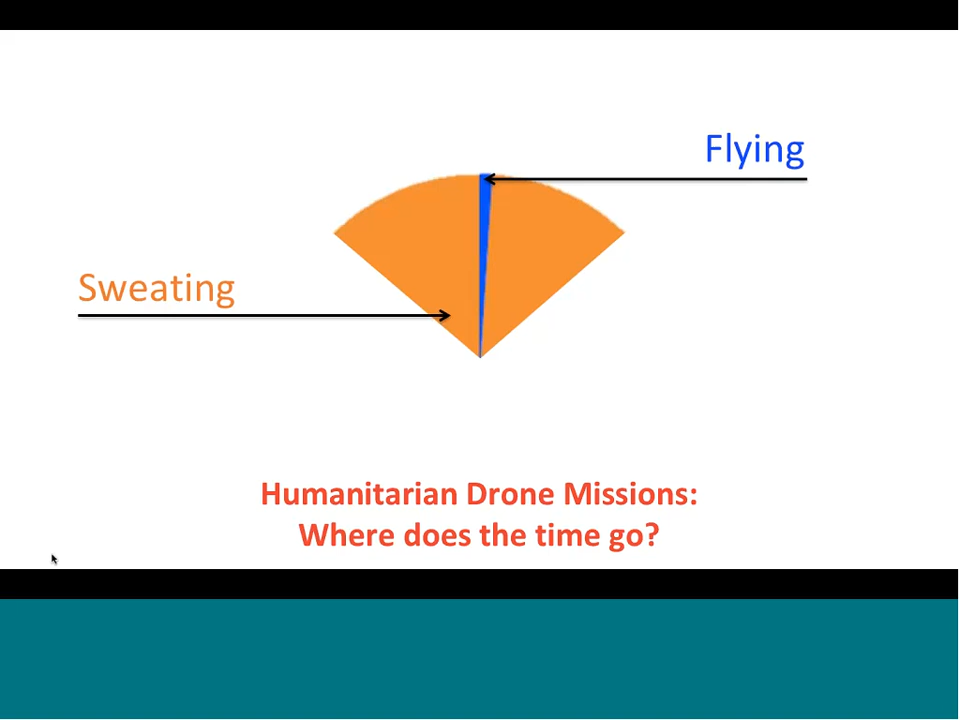 Flying
Sweating
Humanitarian Drone Missions:
Where does the time go?